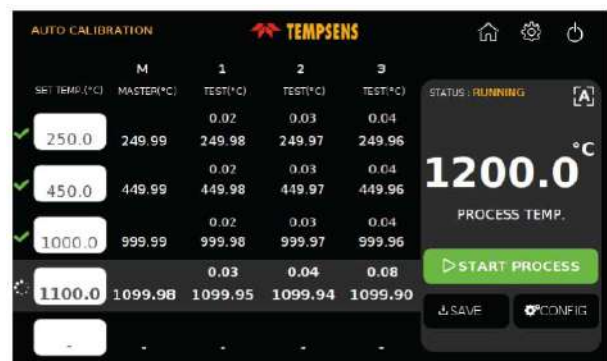 AUTO CALIBRATION TEMPSENS
M 1 2 3
SET TEMP.(°C) MASTER(°C) TEST(°C) TEST(°C) TEST(°C)
0.02 0.03 0.04
250.0 249.99 249.98 249.97 249.96
0.02 0.03 0.04
450.0 449.99 449.98 449.97 449.96
0.02 0.03 0.04
1000.0 999.99 999.98 999.97 999.96
0.03 0.04 0.08
1100.0 1099.98 1099.95 1099.94 1099.90
- - - - -
STATUS : RUNNING [A]
1200.0 °C
PROCESS TEMP.
START PROCESS
SAVE CONFIG